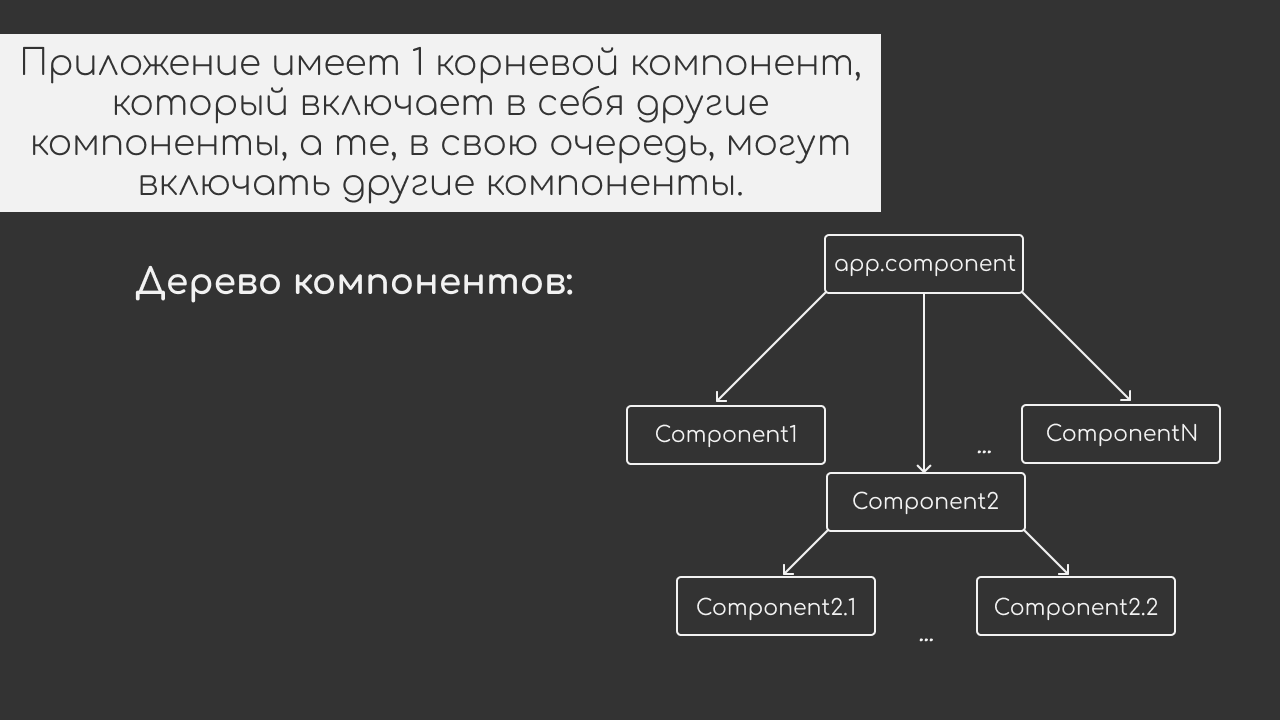 Приложение имеет 1 корневой компонент,
который включает в себя другие
компоненты, а те, в свою очередь, могут
включать другие компоненты.
Дерево компонентов:
app.component
Component1
ComponentN
...
Component2
Component2.1
Component2.2
...